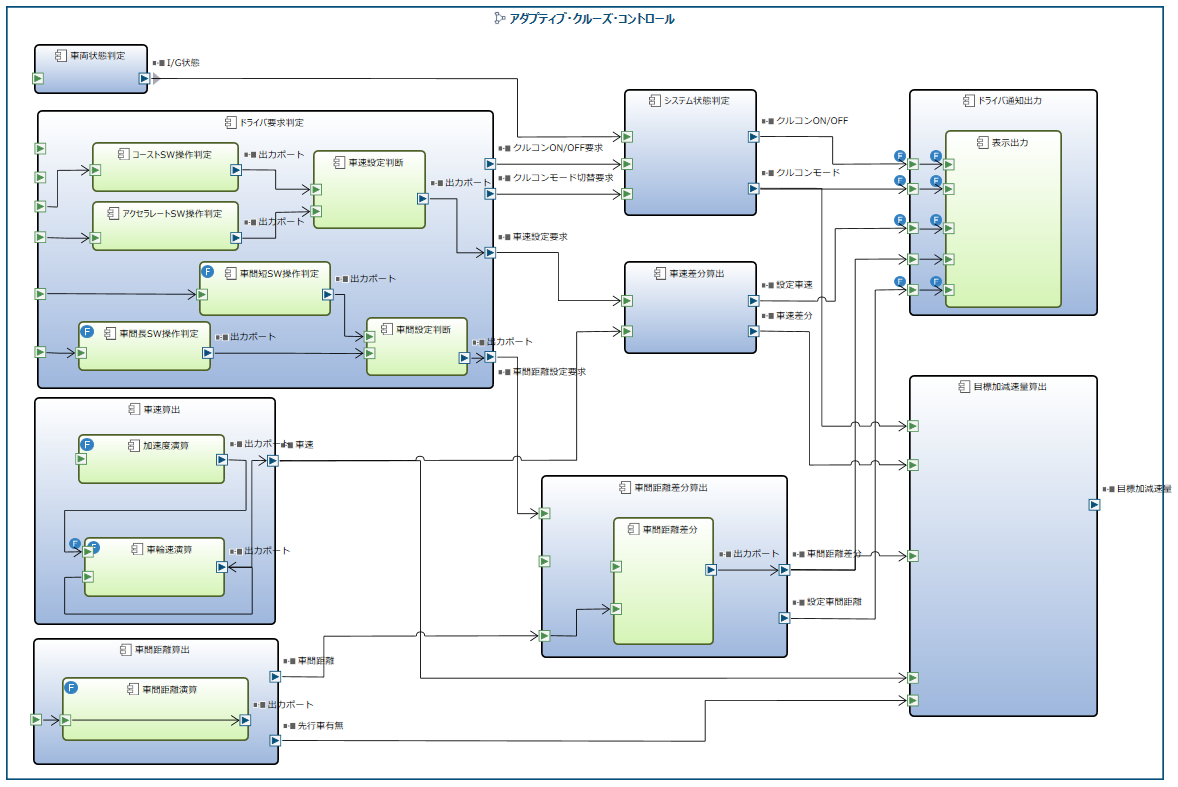 アダプティブ・クルーズ・コントロール
車両状態判定
I/G状態
ドライバ要求判定
コーストSW操作判定
出力ポート
アクセラレートSW操作判定
出力ポート
車速設定判断
出力ポート
F
車間短SW操作判定
出力ポート
F
車間長SW操作判定
出力ポート
車間設定判断
出力ポート
クルコンON/OFF要求
クルコンモード切替要求
車速設定要求
車間距離設定要求
システム状態判定
クルコンON/OFF
クルコンモード
車速差分算出
設定車速
車速差分
ドライバ通知出力
表示出力
F
F
F
F
F
F
F
F
車速算出
F
加速度演算
出力ポート
車速
F
F
車輪速演算
出力ポート
車間距離差分算出
車間距離差分
出力ポート
車間距離差分
設定車間距離
目標加減速量算出
目標加減速量
車間距離算出
F
車間距離演算
出力ポート
車間距離
先行車有無